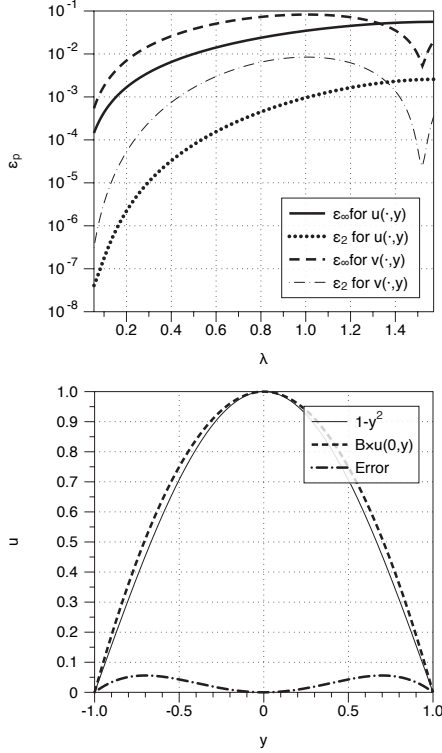 10^-1
10^-2
10^-3
10^-4
10^-5
10^-6
10^-7
10^-8
ε_p
0.2 0.4 0.6 0.8 1.0 1.2 1.4
λ
ε∞ for u(·,y)
ε2 for u(·,y)
ε∞ for v(·,y)
ε2 for v(·,y)
1.0
0.9
0.8
0.7
0.6
0.5
0.4
0.3
0.2
0.1
0
u
-1.0 -0.5 0 0.5 1.0
y
1-y^2
B×u(0,y)
Error